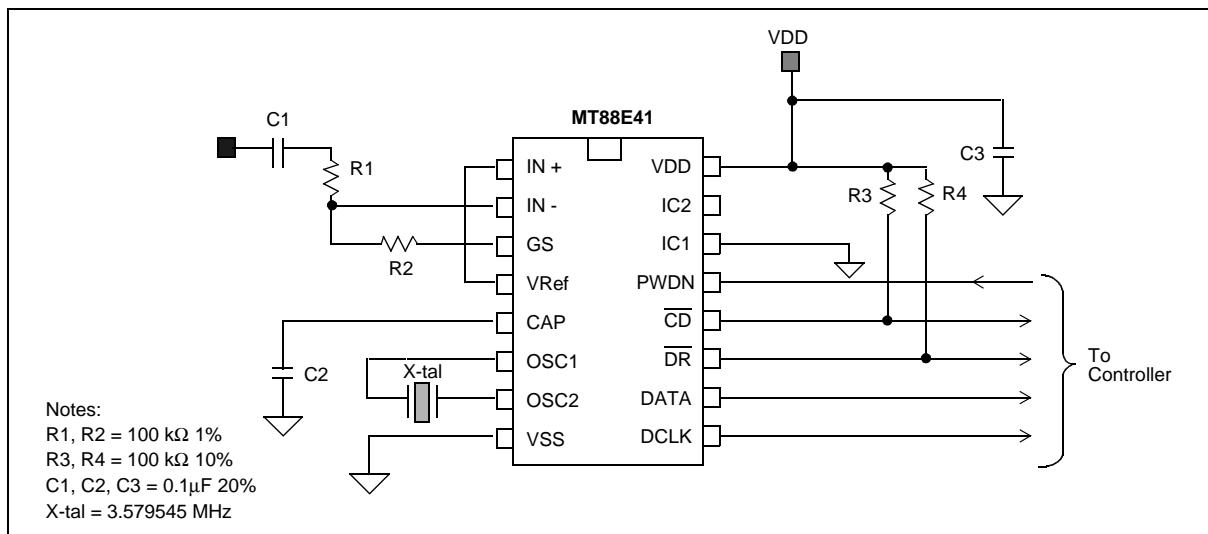 VDD
MT88E41
C1
R1
R2
C2
X-tal
IN +
IN -
GS
VRef
CAP
OSC1
OSC2
VSS
VDD
IC2
IC1
PWDN
CD
DR
DATA
DCLK
R3
R4
C3
To
Controller
Notes:
R1, R2 = 100 kΩ 1%
R3, R4 = 100 kΩ 10%
C1, C2, C3 = 0.1μF 20%
X-tal = 3.579545 MHz